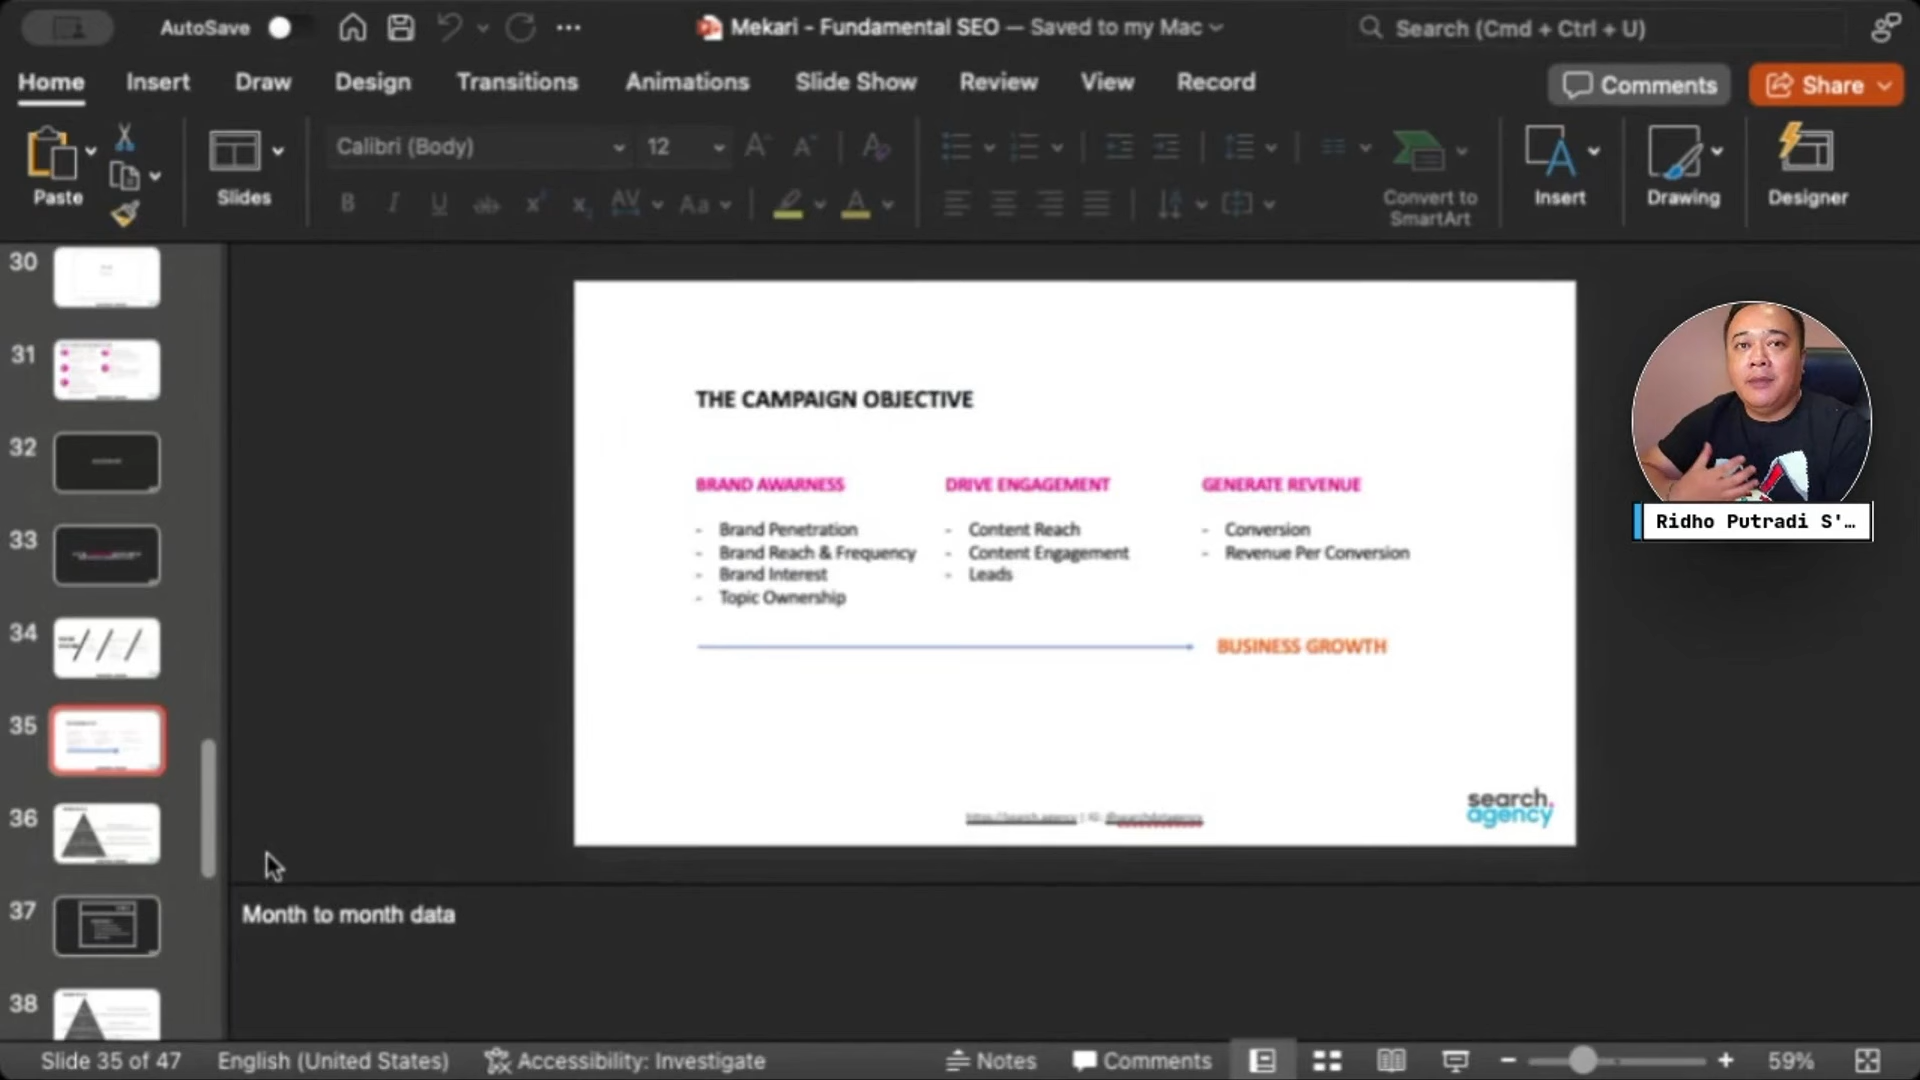 AutoSave
Mekari - Fundamental SEO — Saved to my Mac
Search (Cmd + Ctrl + U)
Home Insert Draw Design Transitions Animations Slide Show Review View Record
Comments
Share
Paste
Slides
Calibri (Body)
12
Convert to
SmartArt
Insert
Drawing
Designer
30
31
32
33
34
35
36
37
38
THE CAMPAIGN OBJECTIVE
BRAND AWARNESS
- Brand Penetration
- Brand Reach & Frequency
- Brand Interest
- Topic Ownership
DRIVE ENGAGEMENT
- Content Reach
- Content Engagement
- Leads
GENERATE REVENUE
- Conversion
- Revenue Per Conversion
BUSINESS GROWTH
search.
agency
Ridho Putradi S'…
Month to month data
Slide 35 of 47
English (United States)
Accessibility: Investigate
Notes
Comments
59%